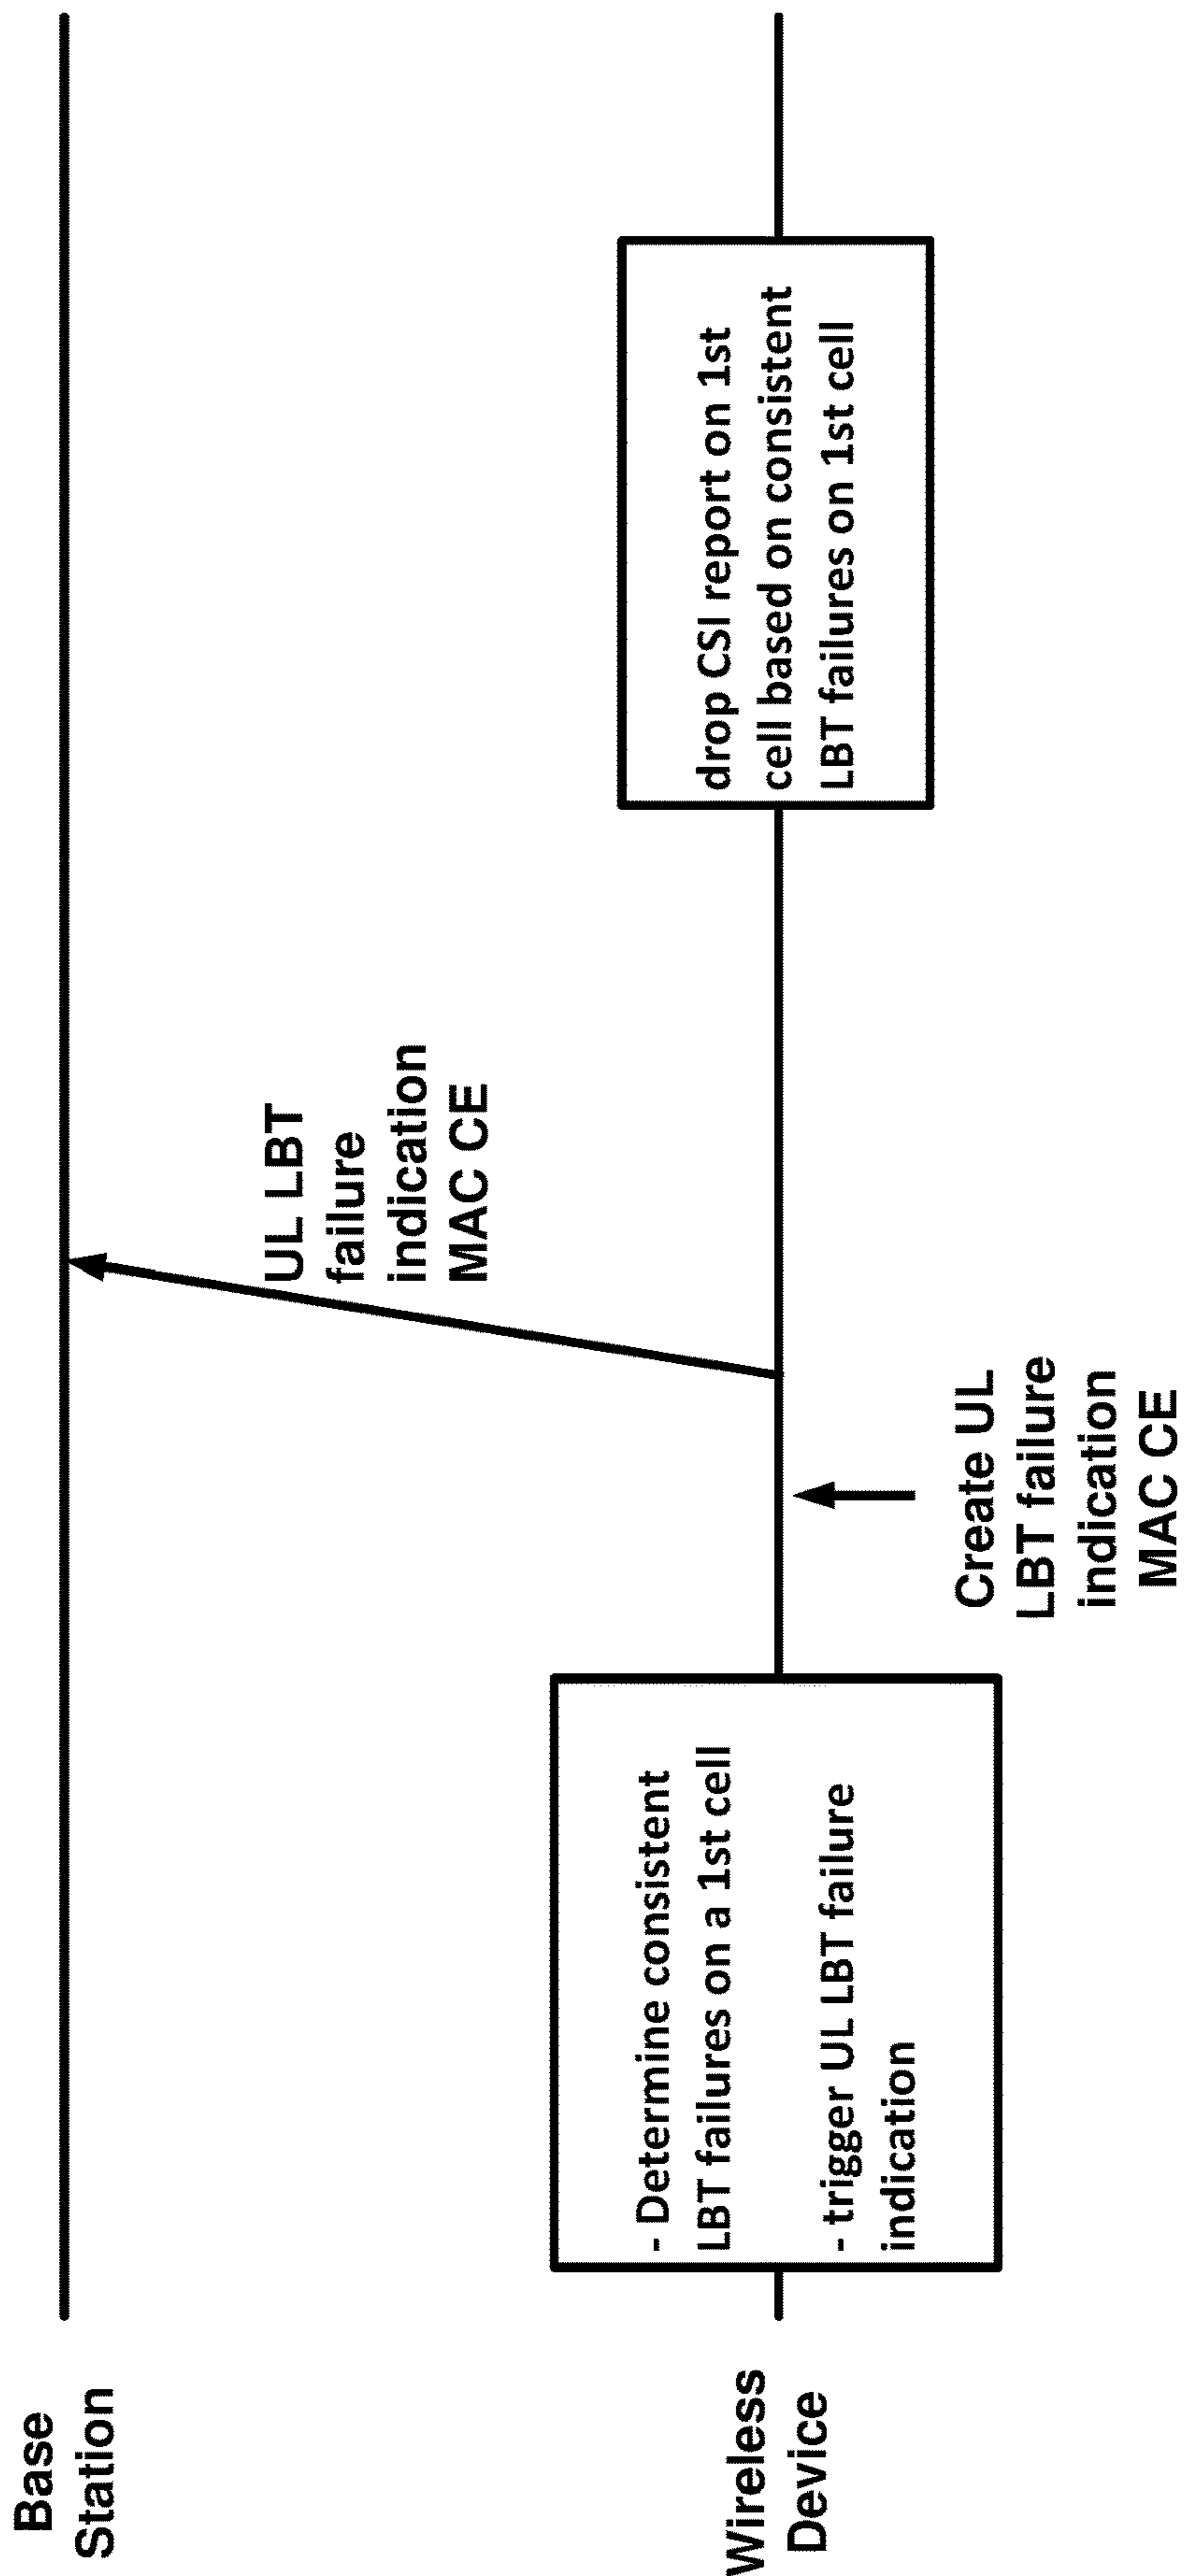 Base
Station
Wireless
Device
- Determine consistent
LBT failures on a 1st cell
- trigger UL LBT failure
indication
Create UL
LBT failure
indication
MAC CE
UL LBT
failure
indication
MAC CE
drop CSI report on 1st
cell based on consistent
LBT failures on 1st cell